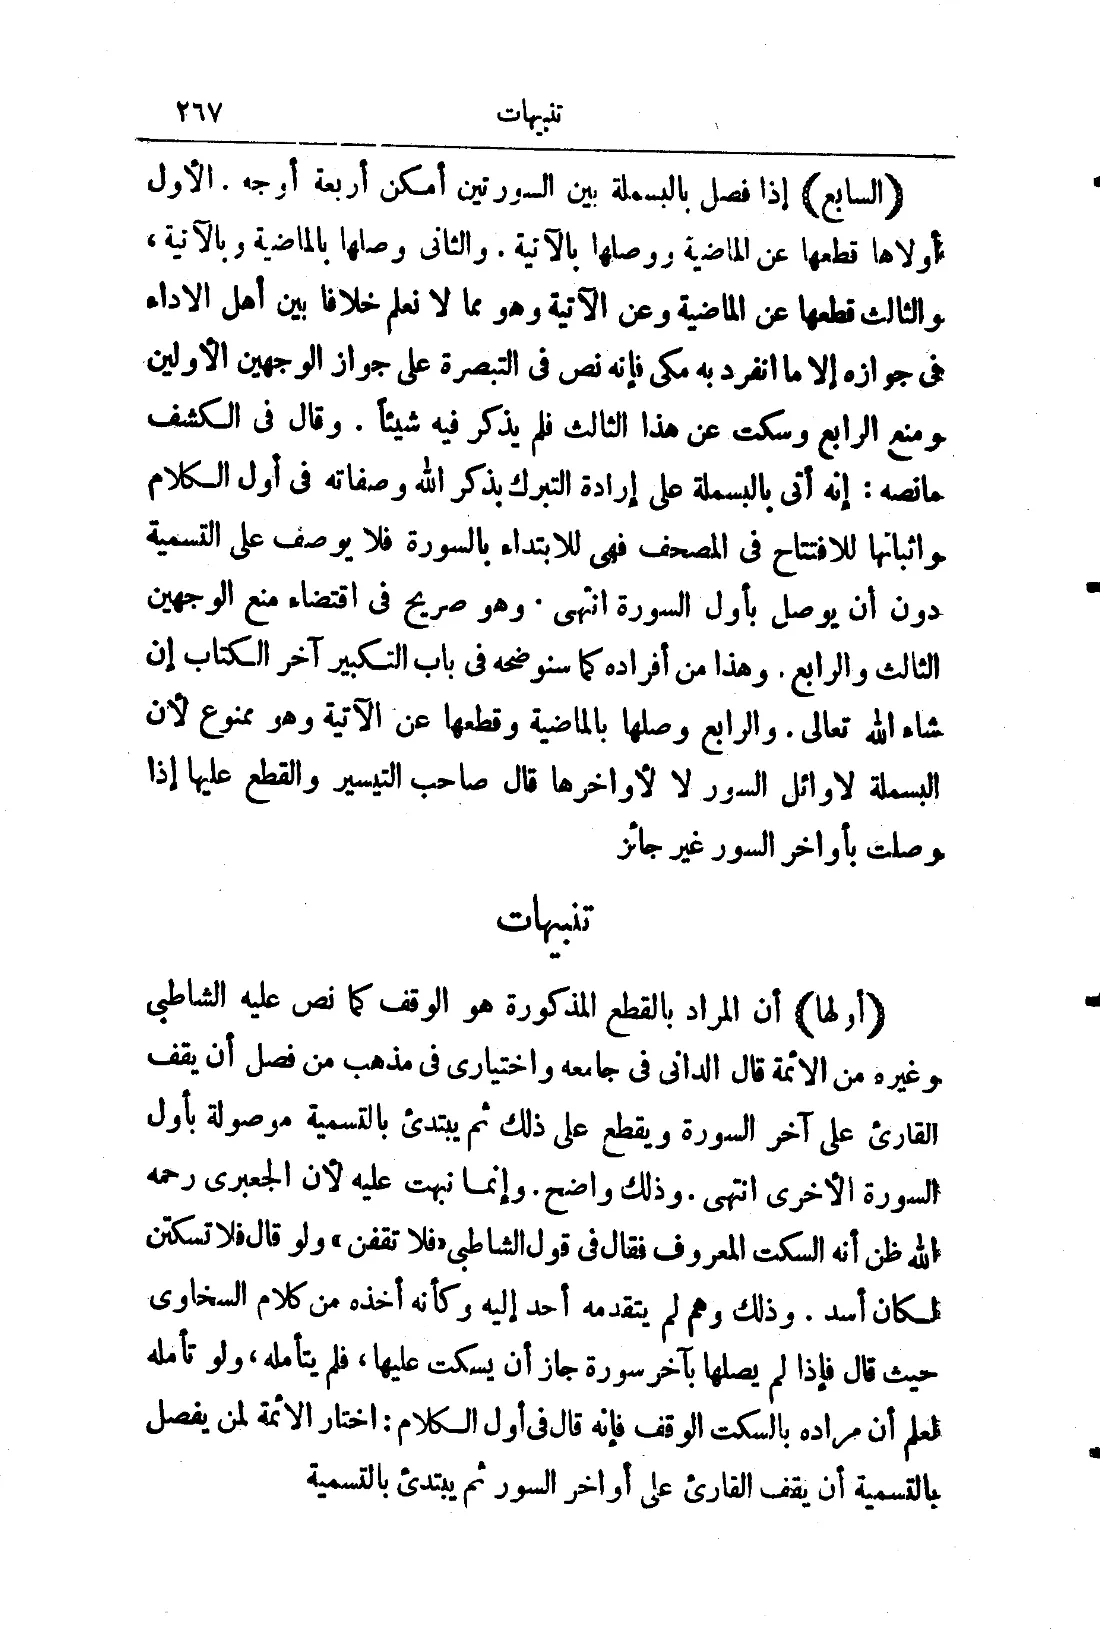 تنبيهات ٢٦٧
(السابع) إذا فصل بالبسملة بين السورتين أمكن أربعة أوجه . الأول
أولاها قطعها عن الماضية ووصلها بالآتية . والثانى وصلها بالماضية وبالآتية ،
والثالث قطعها عن الماضية وعن الآتية وهو مما لا نعلم خلافا بين أهل الاداء
فى جوازه إلا ما انفرد به مكى فإنه نص فى التبصرة على جواز الوجهين الأولين
ومنع الرابع وسكت عن هذا الثالث فلم يذكر فيه شيئاً . وقال فى الكشف
مانصه : إنه أتى بالبسملة على إرادة التبرك بذكر الله وصفاته فى أول الكلام
واثباتها للافتتاح فى المصحف فهى للابتداء بالسورة فلا يوصف على التسمية
دون أن يوصل بأول السورة انتهى . وهو صريح فى اقتضاء منع الوجهين
الثالث والرابع . وهذا من أفراده كما سنوضحه فى باب التكبير آخر الكتاب إن
شاء الله تعالى . والرابع وصلها بالماضية وقطعها عن الآتية وهو ممنوع لأن
البسملة لاوائل السور لا لأواخرها قال صاحب التيسير والقطع عليها إذا
وصلت بأواخر السور غير جائز
تنبيهات
(أولها) أن المراد بالقطع المذكورة هو الوقف كما نص عليه الشاطبي
وغيره من الائمة قال الدانى فى جامعه واختيارى فى مذهب من فصل أن يقف
القارئ على آخر السورة ويقطع على ذلك ثم يبتدئ بالتسمية موصولة بأول
السورة الأخرى انتهى . وذلك واضح . وإنما نبهت عليه لأن الجعبرى رحمه
الله ظن أنه السكت المعروف فقال فى قول الشاطبي «فلا تقفن» ولو قال فلا تسكتن
لكان أسد . وذلك وهم لم يتقدمه أحد إليه وكأنه أخذه من كلام السخاوى
حيث قال فإذا لم يصلها بآخر سورة جاز أن يسكت عليها ، فلم يتأمله ، ولو تأمله
لعلم أن مراده بالسكت الوقف فإنه قال فى أول الكلام : اختار الائمة لمن يفصل
بالتسمية أن يقف القارئ على أواخر السور ثم يبتدئ بالتسمية